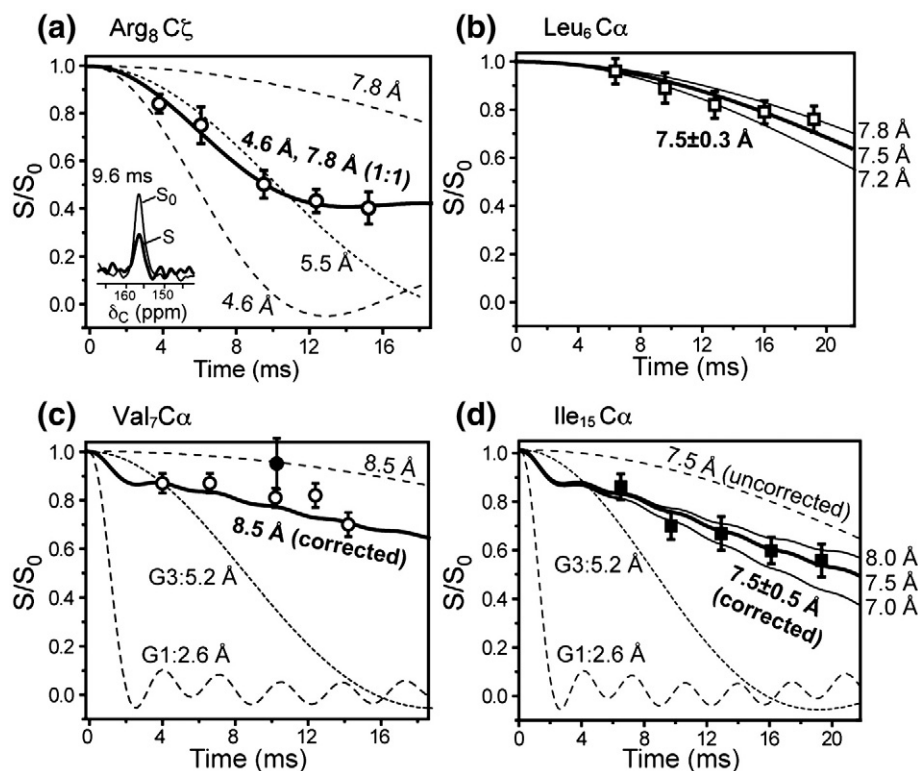 (a) Arg₈ Cζ
S/S₀
1.0
0.8
0.6
0.4
0.2
0.0
7.8 Å
4.6 Å, 7.8 Å (1:1)
9.6 ms
S₀
S
160 150
δ_C (ppm)
5.5 Å
4.6 Å
0 4 8 12 16
Time (ms)
(b) Leu₆ Cα
S/S₀
1.0
0.8
0.6
0.4
0.2
0.0
7.5±0.3 Å
7.8 Å
7.5 Å
7.2 Å
0 4 8 12 16 20
Time (ms)
(c) Val₇Cα
S/S₀
1.0
0.8
0.6
0.4
0.2
0.0
8.5 Å
8.5 Å (corrected)
G3:5.2 Å
G1:2.6 Å
0 4 8 12 16
Time (ms)
(d) Ile₁₅Cα
S/S₀
1.0
0.8
0.6
0.4
0.2
0.0
7.5 Å (uncorrected)
8.0 Å
7.5 Å
7.0 Å
7.5±0.5 Å
(corrected)
G3:5.2 Å
G1:2.6 Å
0 4 8 12 16 20
Time (ms)